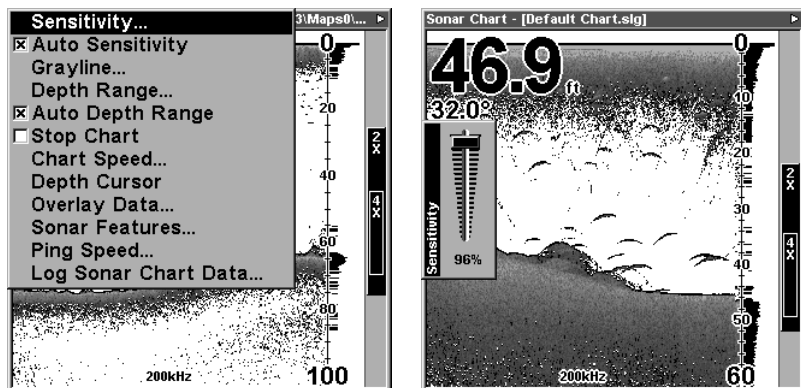 Sensitivity...
Auto Sensitivity
Grayline...
Depth Range...
Auto Depth Range
Stop Chart
Chart Speed...
Depth Cursor
Overlay Data...
Sonar Features...
Ping Speed...
Log Sonar Chart Data...
3\Maps0\...
0
20
40
60
80
100
2X
4X
200kHz
Sonar Chart - [Default Chart.slg]
46.9 ft
32.0°
Sensitivity
96%
0
10
20
30
40
50
60
2X
4X
200kHz